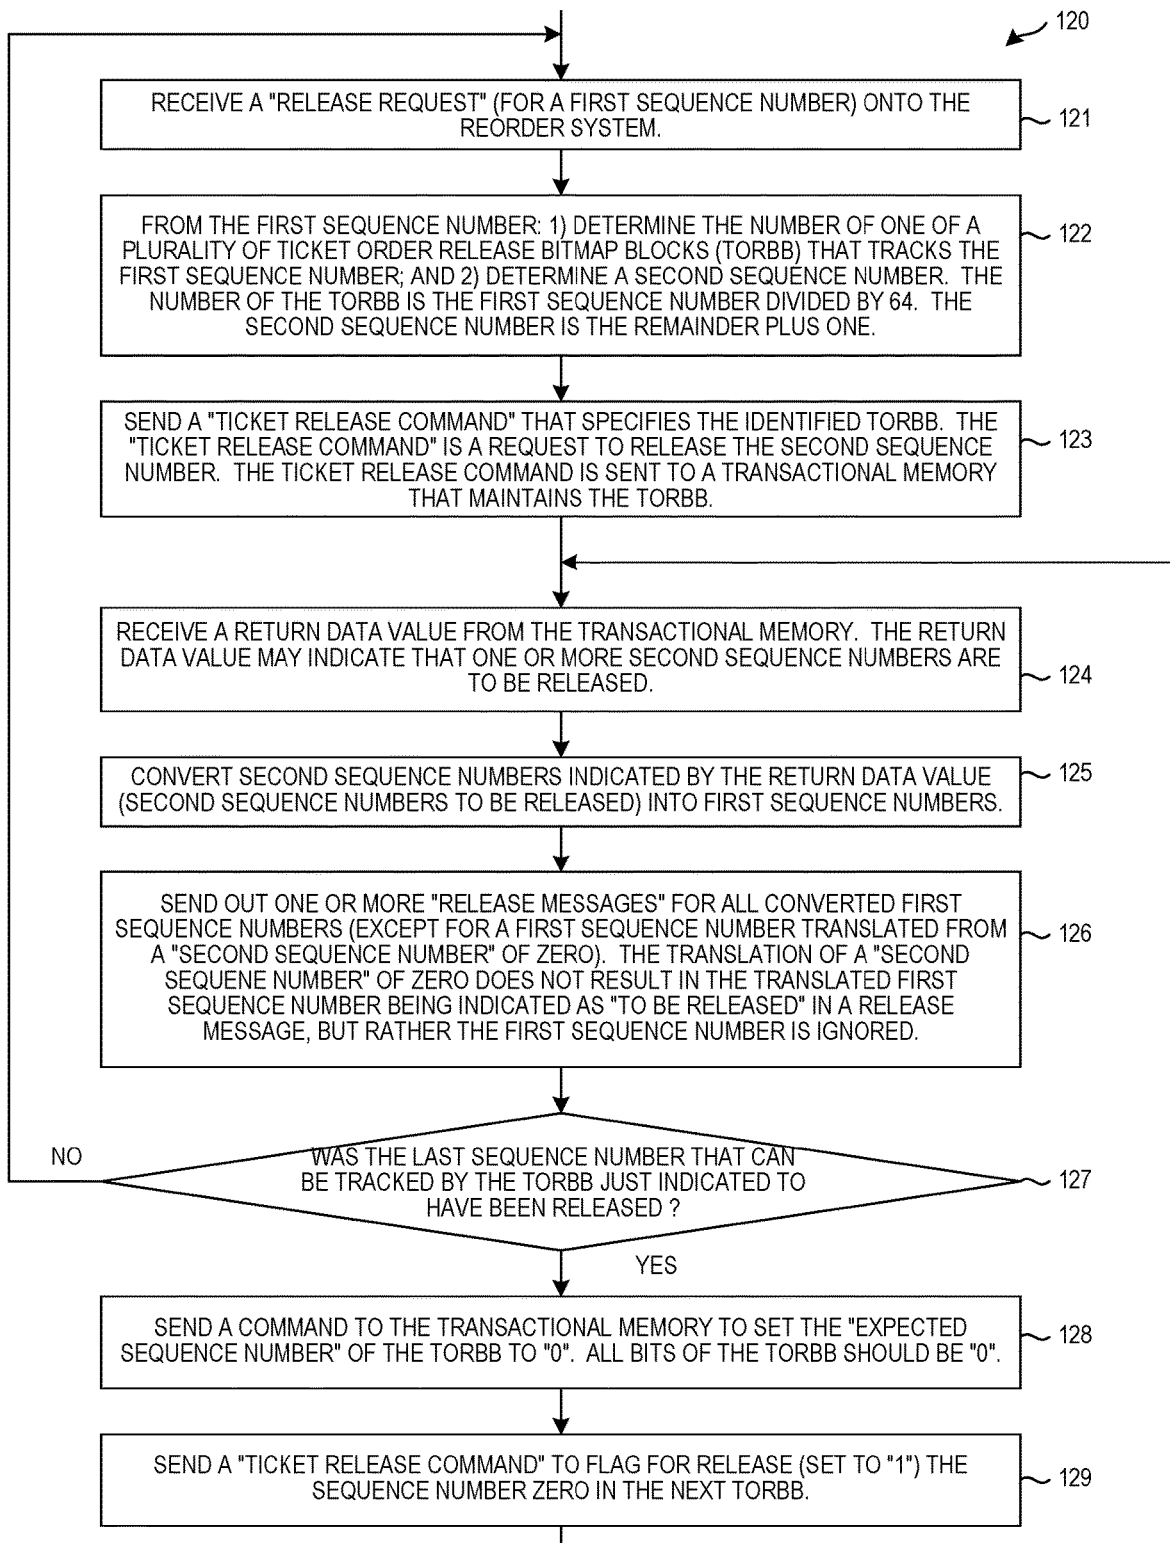 120
RECEIVE A "RELEASE REQUEST" (FOR A FIRST SEQUENCE NUMBER) ONTO THE
REORDER SYSTEM.
121
FROM THE FIRST SEQUENCE NUMBER: 1) DETERMINE THE NUMBER OF ONE OF A
PLURALITY OF TICKET ORDER RELEASE BITMAP BLOCKS (TORBB) THAT TRACKS THE
FIRST SEQUENCE NUMBER; AND 2) DETERMINE A SECOND SEQUENCE NUMBER. THE
NUMBER OF THE TORBB IS THE FIRST SEQUENCE NUMBER DIVIDED BY 64. THE
SECOND SEQUENCE NUMBER IS THE REMAINDER PLUS ONE.
122
SEND A "TICKET RELEASE COMMAND" THAT SPECIFIES THE IDENTIFIED TORBB. THE
"TICKET RELEASE COMMAND" IS A REQUEST TO RELEASE THE SECOND SEQUENCE
NUMBER. THE TICKET RELEASE COMMAND IS SENT TO A TRANSACTIONAL MEMORY
THAT MAINTAINS THE TORBB.
123
RECEIVE A RETURN DATA VALUE FROM THE TRANSACTIONAL MEMORY. THE RETURN
DATA VALUE MAY INDICATE THAT ONE OR MORE SECOND SEQUENCE NUMBERS ARE
TO BE RELEASED.
124
CONVERT SECOND SEQUENCE NUMBERS INDICATED BY THE RETURN DATA VALUE
(SECOND SEQUENCE NUMBERS TO BE RELEASED) INTO FIRST SEQUENCE NUMBERS.
125
SEND OUT ONE OR MORE "RELEASE MESSAGES" FOR ALL CONVERTED FIRST
SEQUENCE NUMBERS (EXCEPT FOR A FIRST SEQUENCE NUMBER TRANSLATED FROM
A "SECOND SEQUENCE NUMBER" OF ZERO). THE TRANSLATION OF A "SECOND
SEQUENE NUMBER" OF ZERO DOES NOT RESULT IN THE TRANSLATED FIRST
SEQUENCE NUMBER BEING INDICATED AS "TO BE RELEASED" IN A RELEASE
MESSAGE, BUT RATHER THE FIRST SEQUENCE NUMBER IS IGNORED.
126
NO
WAS THE LAST SEQUENCE NUMBER THAT CAN
BE TRACKED BY THE TORBB JUST INDICATED TO
HAVE BEEN RELEASED ?
127
YES
SEND A COMMAND TO THE TRANSACTIONAL MEMORY TO SET THE "EXPECTED
SEQUENCE NUMBER" OF THE TORBB TO "0". ALL BITS OF THE TORBB SHOULD BE "0".
128
SEND A "TICKET RELEASE COMMAND" TO FLAG FOR RELEASE (SET TO "1") THE
SEQUENCE NUMBER ZERO IN THE NEXT TORBB.
129